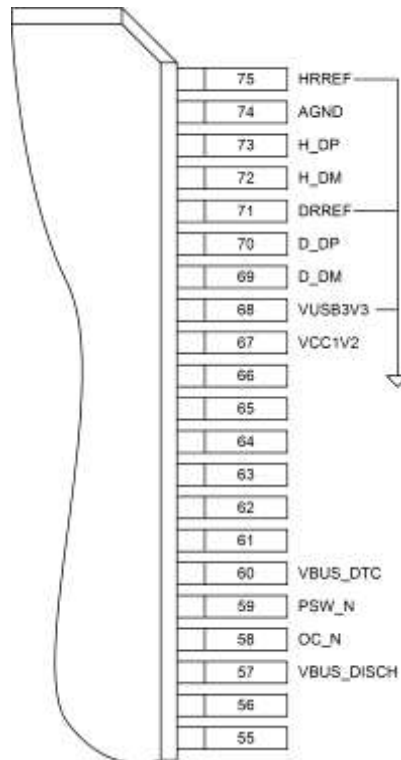 75 HRREF
74 AGND
73 H_DP
72 H_DM
71 DRREF
70 D_DP
69 D_DM
68 VUSB3V3
67 VCC1V2
66
65
64
63
62
61
60 VBUS_DTC
59 PSW_N
58 OC_N
57 VBUS_DISCH
56
55